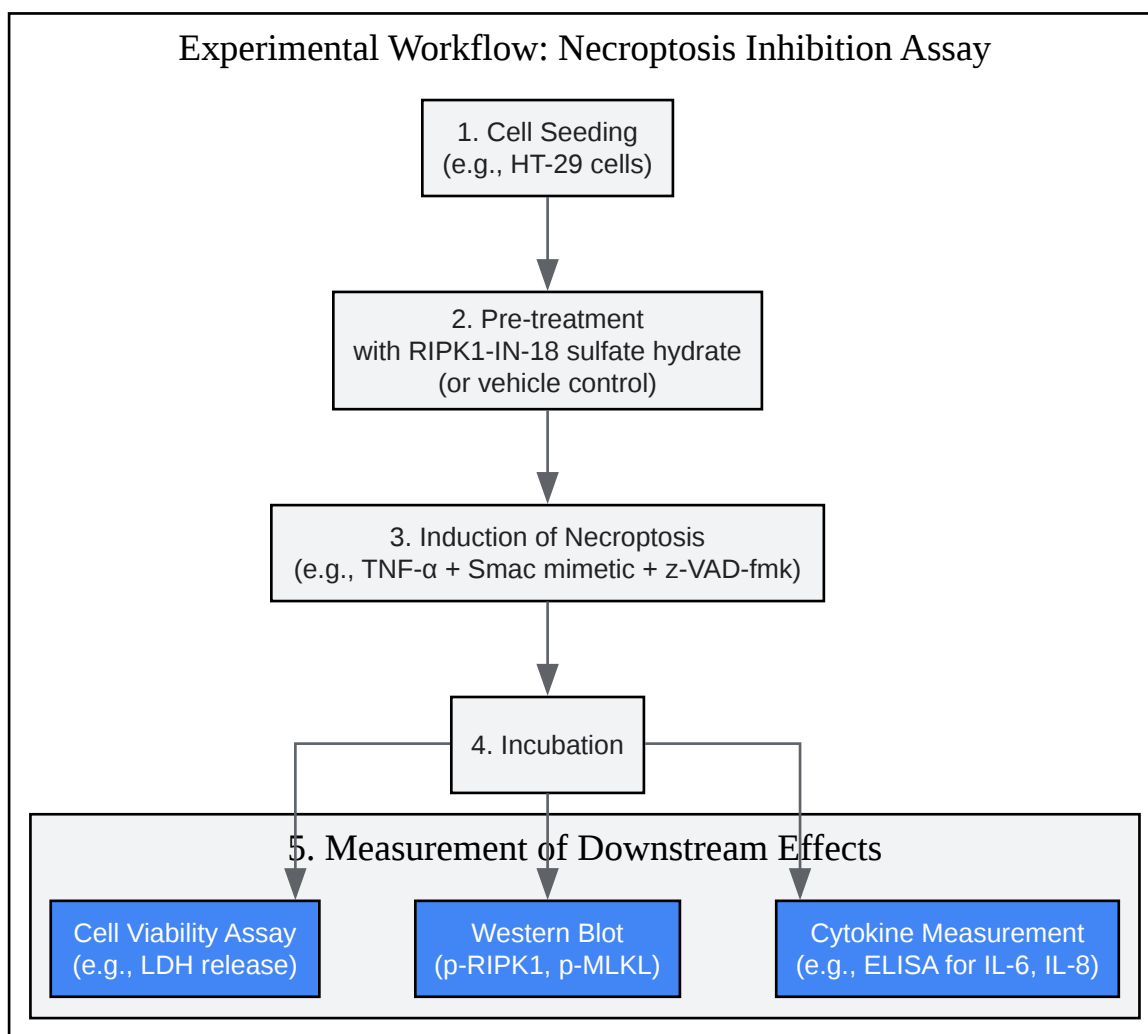 Experimental Workflow: Necroptosis Inhibition Assay
1. Cell Seeding
(e.g., HT-29 cells)
2. Pre-treatment
with RIPK1-IN-18 sulfate hydrate
(or vehicle control)
3. Induction of Necroptosis
(e.g., TNF-α + Smac mimetic + z-VAD-fmk)
4. Incubation
5. Measurement of Downstream Effects
Cell Viability Assay
(e.g., LDH release)
Western Blot
(p-RIPK1, p-MLKL)
Cytokine Measurement
(e.g., ELISA for IL-6, IL-8)